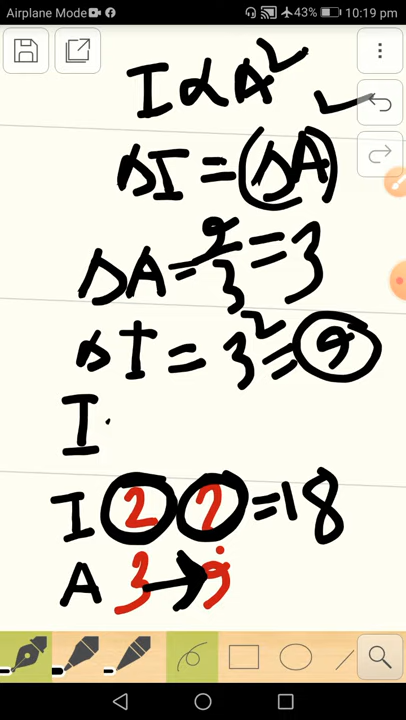 Airplane Mode 43% 10:19 pm
I ∝ A²
ΔI = (ΔA)²
ΔA = 9/3 = 3
ΔI = 3² = 9
I
I 2 ? = 18
A 3 → 9